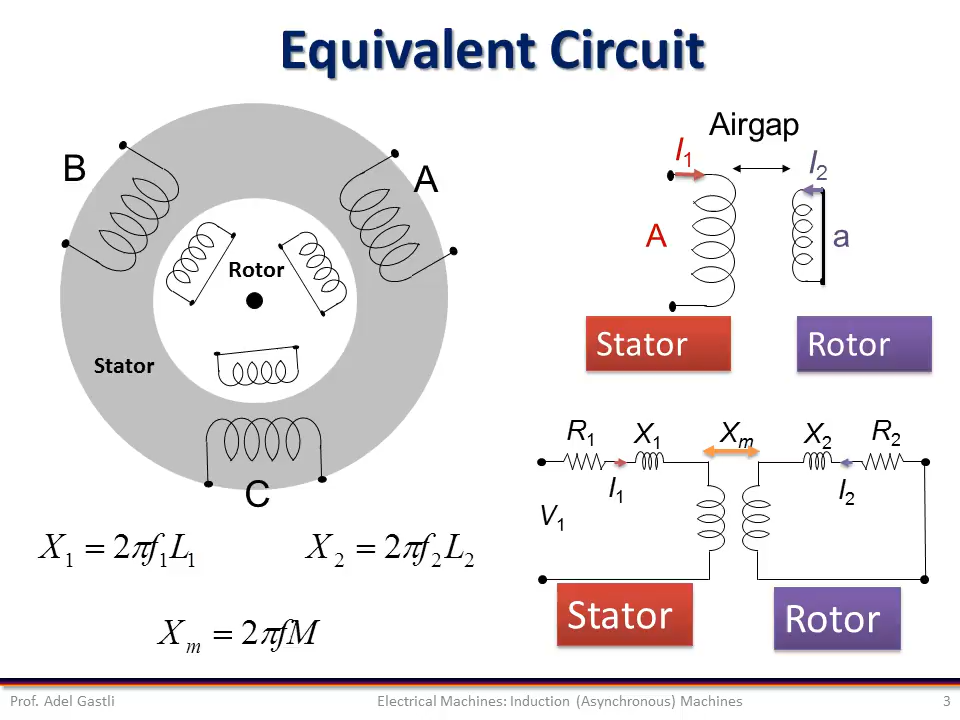 Equivalent Circuit
B
A
Rotor
Stator
C
X₁ = 2πf₁L₁
X₂ = 2πf₂L₂
Xₘ = 2πfM
Airgap
I₁
I₂
A
a
Stator
Rotor
R₁
X₁
Xₘ
X₂
R₂
I₁
I₂
V₁
Stator
Rotor
Prof. Adel Gastli
Electrical Machines: Induction (Asynchronous) Machines
3